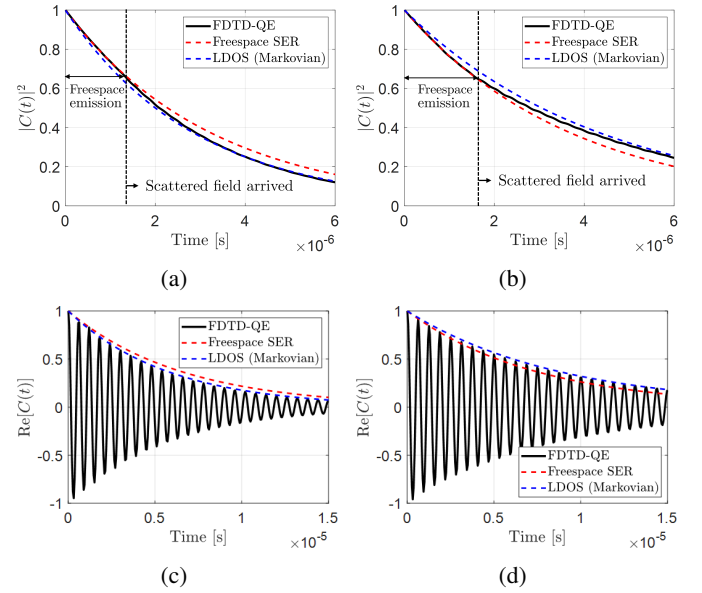 1
0.8
0.6
0.4
0.2
0
|C(t)|²
FDTD-QE
Freespace SER
LDOS (Markovian)
Freespace
emission
Scattered field arrived
0 2 4 6
Time [s]
×10⁻⁶
(a)
1
0.8
0.6
0.4
0.2
0
|C(t)|²
FDTD-QE
Freespace SER
LDOS (Markovian)
Freespace
emission
Scattered field arrived
0 2 4 6
Time [s]
×10⁻⁶
(b)
1
0.5
0
-0.5
-1
Re[C(t)]
FDTD-QE
Freespace SER
LDOS (Markovian)
0 0.5 1 1.5
Time [s]
×10⁻⁵
(c)
1
0.5
0
-0.5
-1
Re[C(t)]
FDTD-QE
Freespace SER
LDOS (Markovian)
0 0.5 1 1.5
Time [s]
×10⁻⁵
(d)